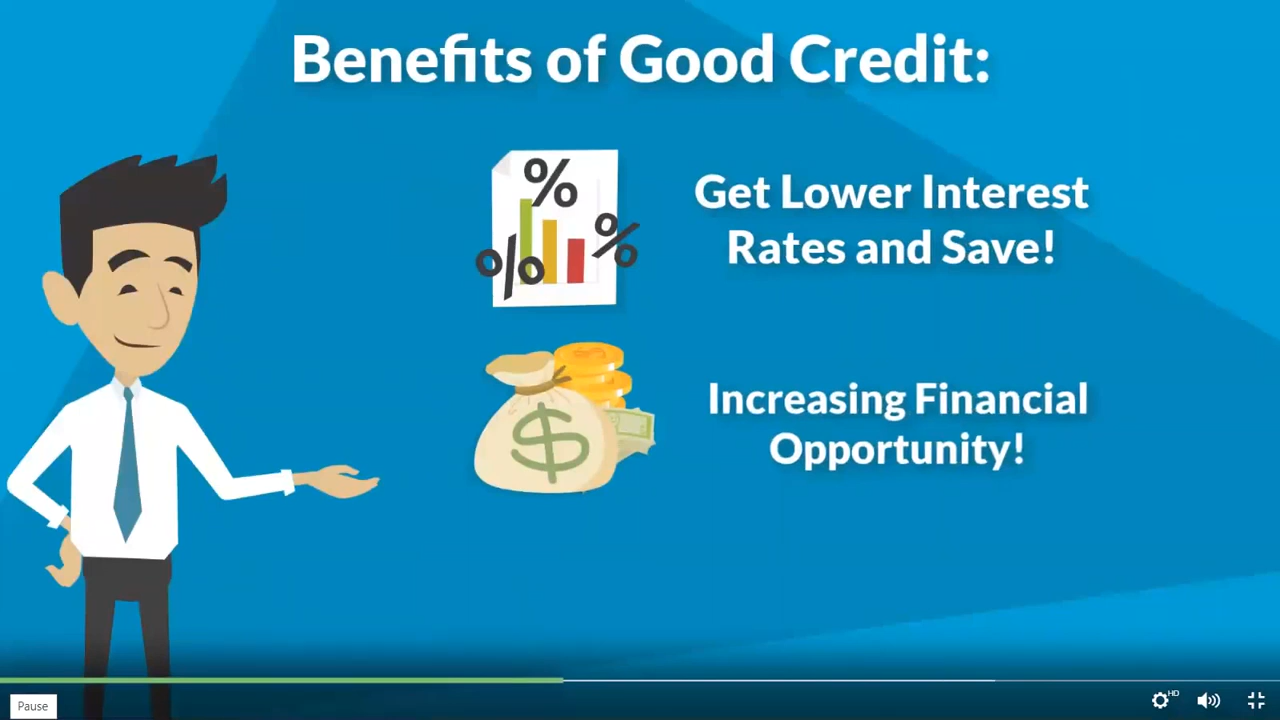 Benefits of Good Credit:
%
%
%
Get Lower Interest
Rates and Save!
$
Increasing Financial
Opportunity!
Pause
HD